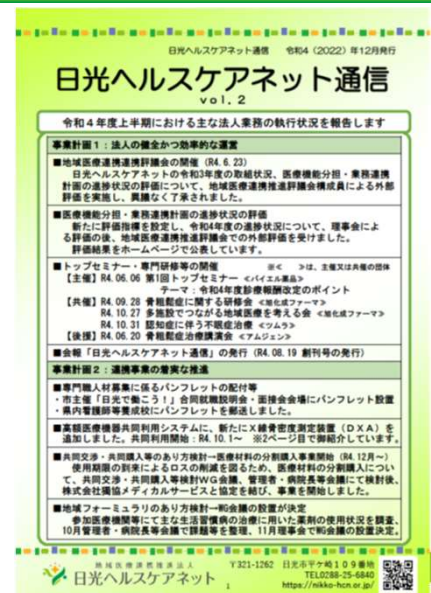 日光ヘルスケアネット通信　令和4（2022）年12月発行
日光ヘルスケアネット通信
vol．2
令和４年度上半期における主な法人業務の執行状況を報告します
事業計画１：法人の健全かつ効率的な運営
■地域医療連携推進評議会の開催（R4.6.23）
日光ヘルスケアネットの令和3年度の取組状況、医療機能分担・業務連携
計画の進捗状況の評価について、地域医療連携推進評議会構成員による外部
評価を実施し、異議なく了承されました。
■医療機能分担・業務連携計画の進捗状況の評価
新たに評価指標を設定し、令和4年度の進捗状況について、理事会によ
る評価の後、地域医療連携推進評議会での外部評価を受けました。
評価結果をホームページで公表しています。
■トップセミナー・専門研修等の開催　※≪　≫は、主催又は共催の団体
【主催】R4.06.06 第1回トップセミナー ≪バイエル薬品≫
テーマ：令和4年度診療報酬改定のポイント
【共催】R4.09.28 骨粗鬆症に関する研修会 ≪旭化成ファーマ≫
R4.10.27 多施設でつながる地域医療を考える会 ≪旭化成ファーマ≫
R4.10.31 認知症に伴う不眠症治療 ≪ツムラ≫
【後援】R4.06.20 骨粗鬆症治療講演会 ≪アムジェン≫
■会報「日光ヘルスケアネット通信」の発行（R4.08.19 創刊号の発行）
事業計画２：連携事業の着実な推進
■専門職人材募集に係るパンフレットの配付等
・市主催「日光で働こう！」合同就職説明会・面接会会場にパンフレット設置
・県内看護師等養成校にパンフレットを郵送しました。
■高額医療機器共同利用システムに、新たにX線骨密度測定装置（DXA）を
追加しました。共同利用開始：R4.10.1～　※2ページ目で御紹介しています。
■共同交渉・共同購入等のあり方検討→医療材料の分割購入事業開始（R4.12月～）
使用期限の到来によるロスの削減を図るため、医療材料の分割購入につい
て、共同交渉・共同購入等検討WG会議、管理者・病院長等会議にて検討後、
株式会社獨協メディカルサービスと協定を結び、事業を開始しました。
■地域フォーミュラリのあり方検討→WG会議の設置が決定
参加医療機関等にて主な生活習慣病の治療に用いた薬剤の使用状況を調査、
10月管理者・病院長等会議で課題等を整理、11月理事会でWG会議の設置決定。
地域医療連携推進法人
日光ヘルスケアネット
1
〒321-1262　日光市平ケ崎１０９番地
TEL0288-25-6840
https://nikko-hcn.or.jp/